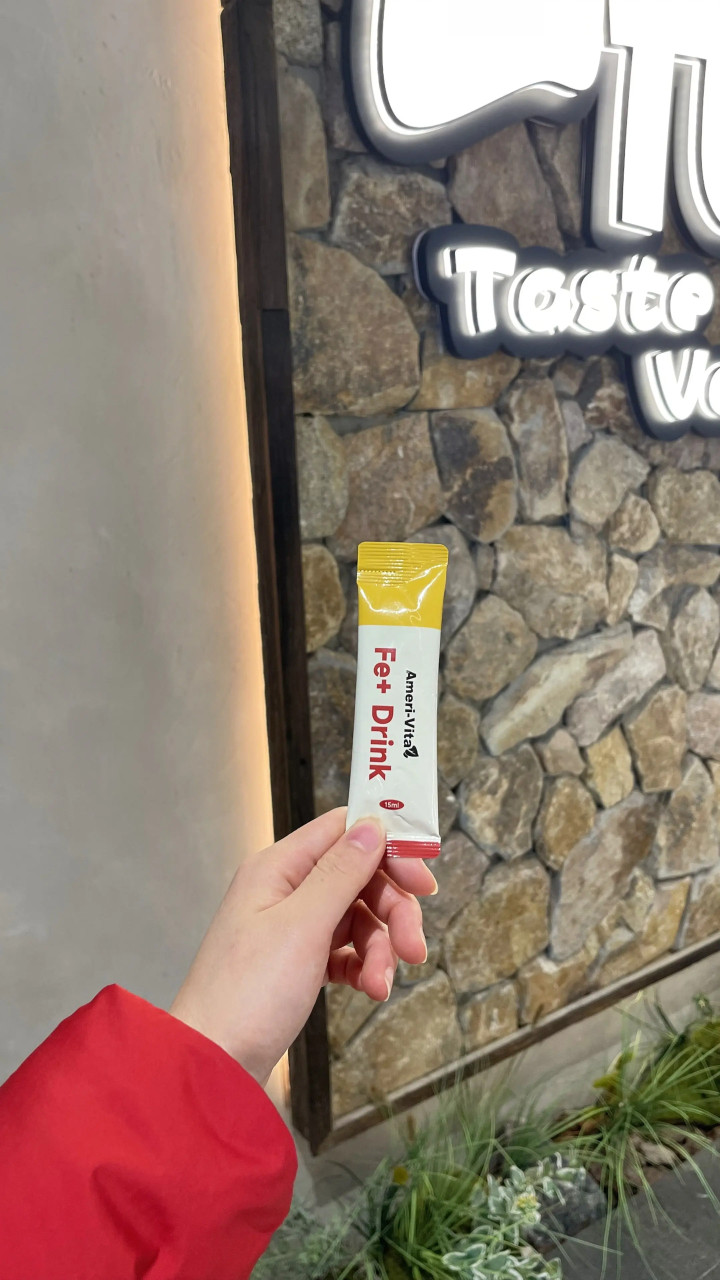 Taste
Ameri-Vita
Fe+ Drink
15ml